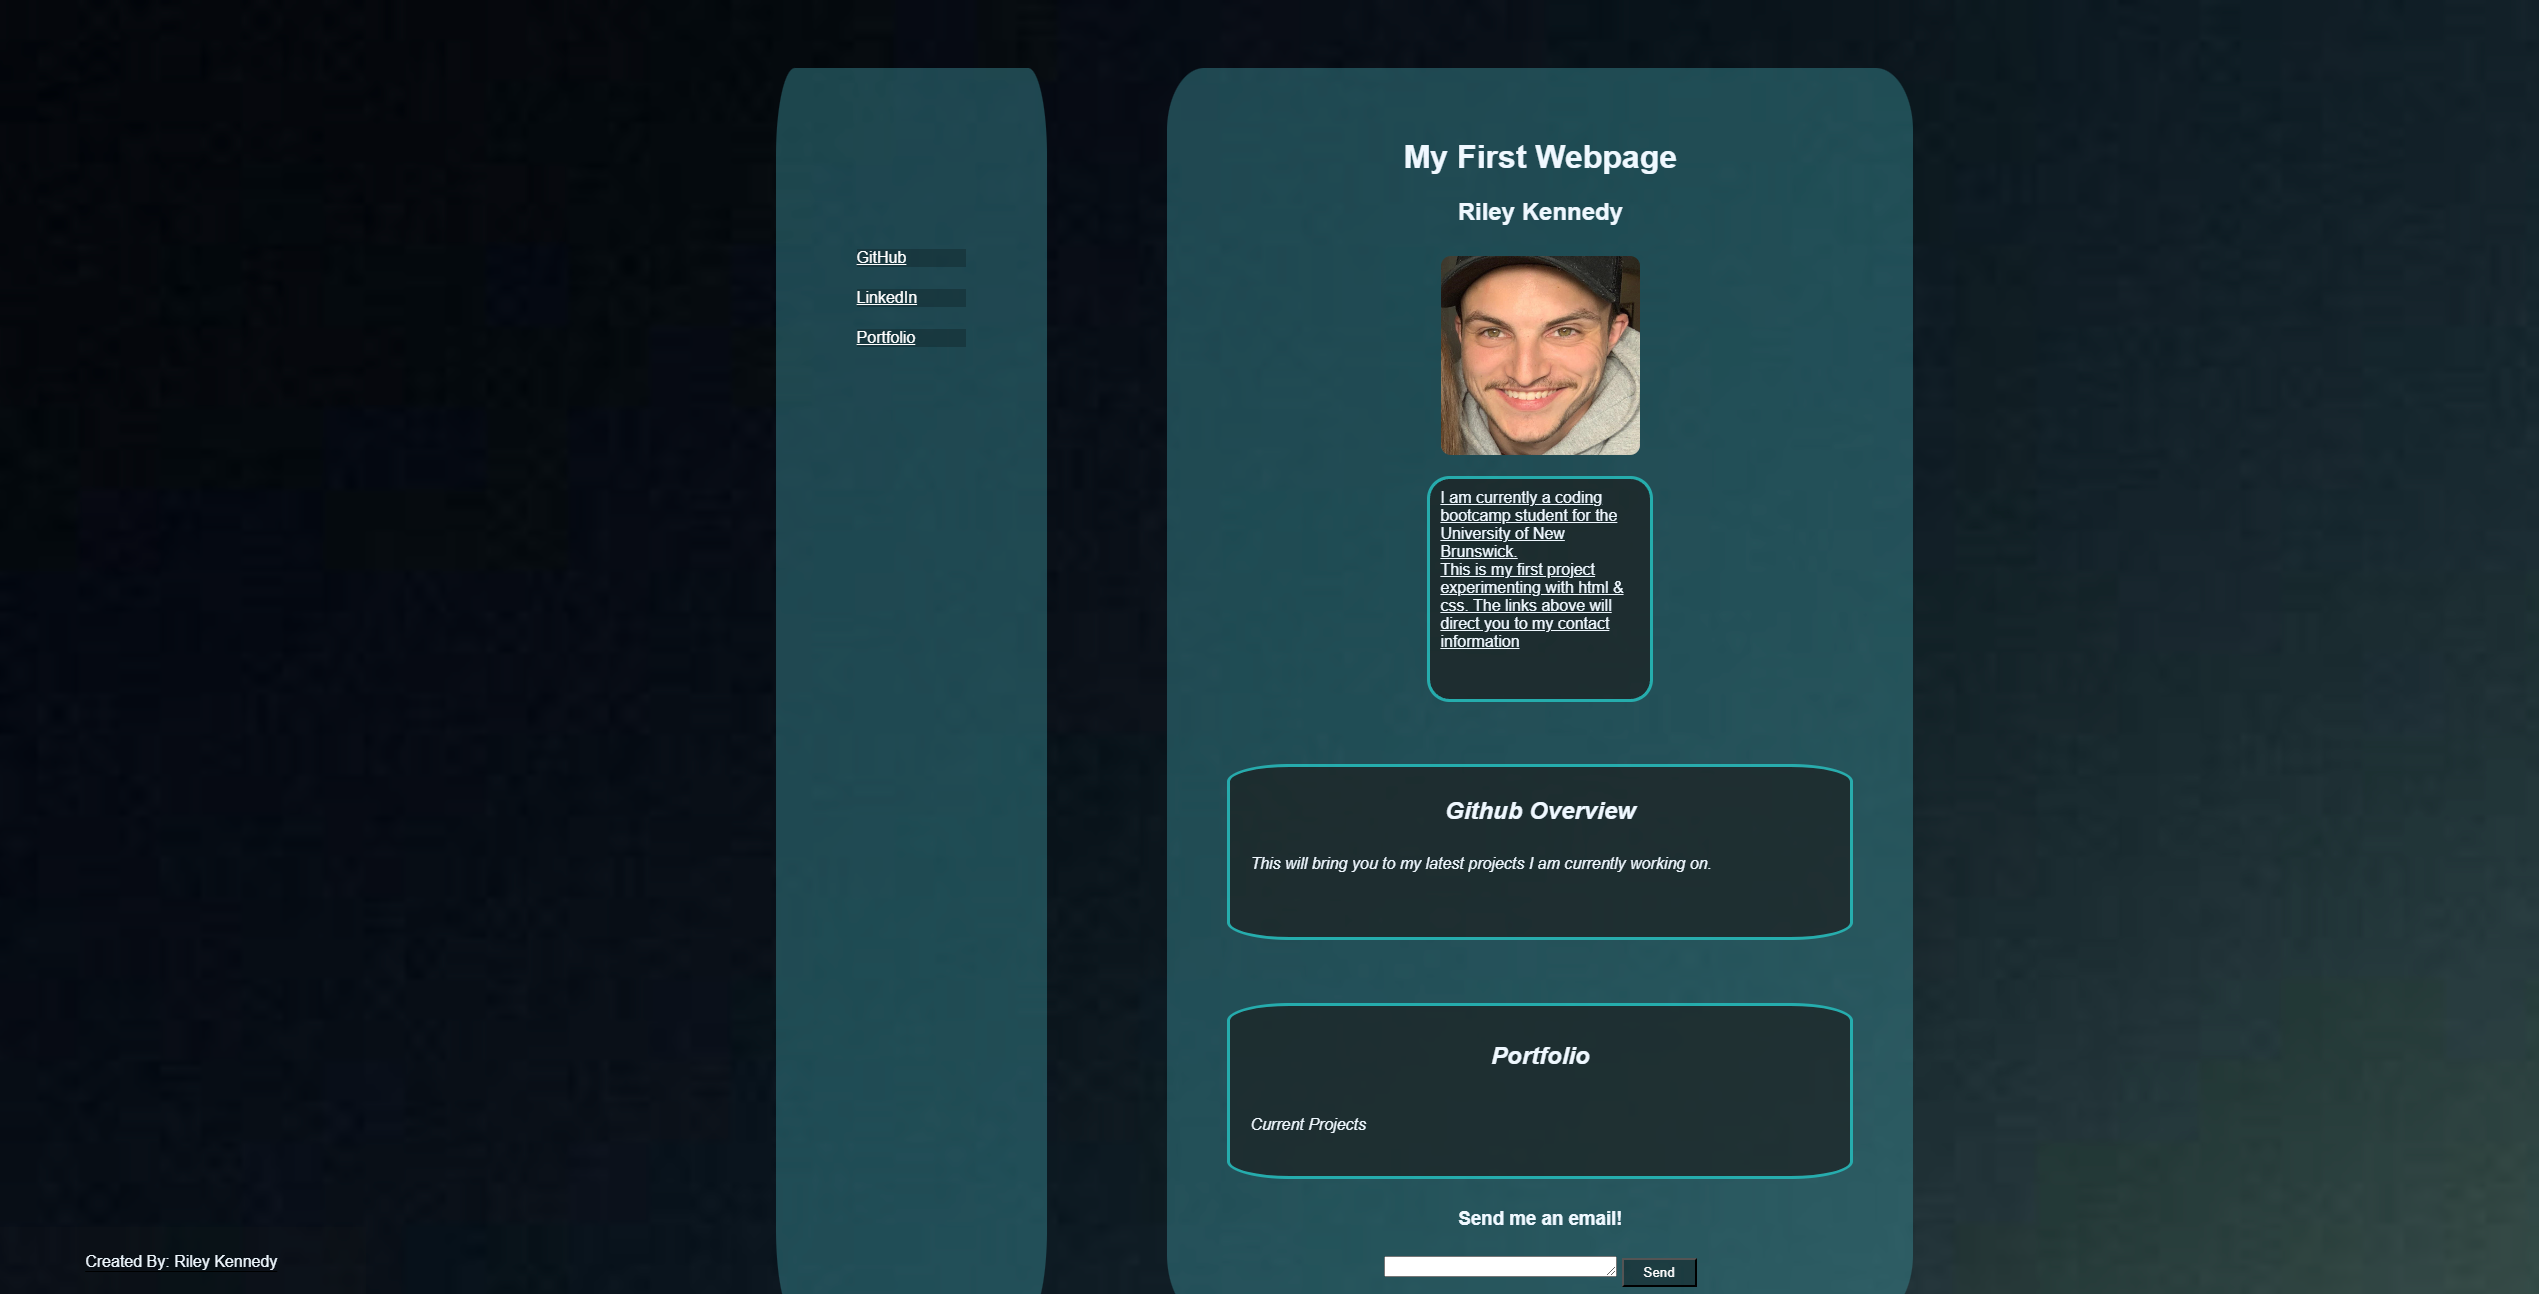 GitHub
LinkedIn
Portfolio
My First Webpage
Riley Kennedy
I am currently a coding
bootcamp student for the
University of New
Brunswick.
This is my first project
experimenting with html &
css. The links above will
direct you to my contact
information
Github Overview
This will bring you to my latest projects I am currently working on.
Portfolio
Current Projects
Send me an email!
Send
Created By: Riley Kennedy